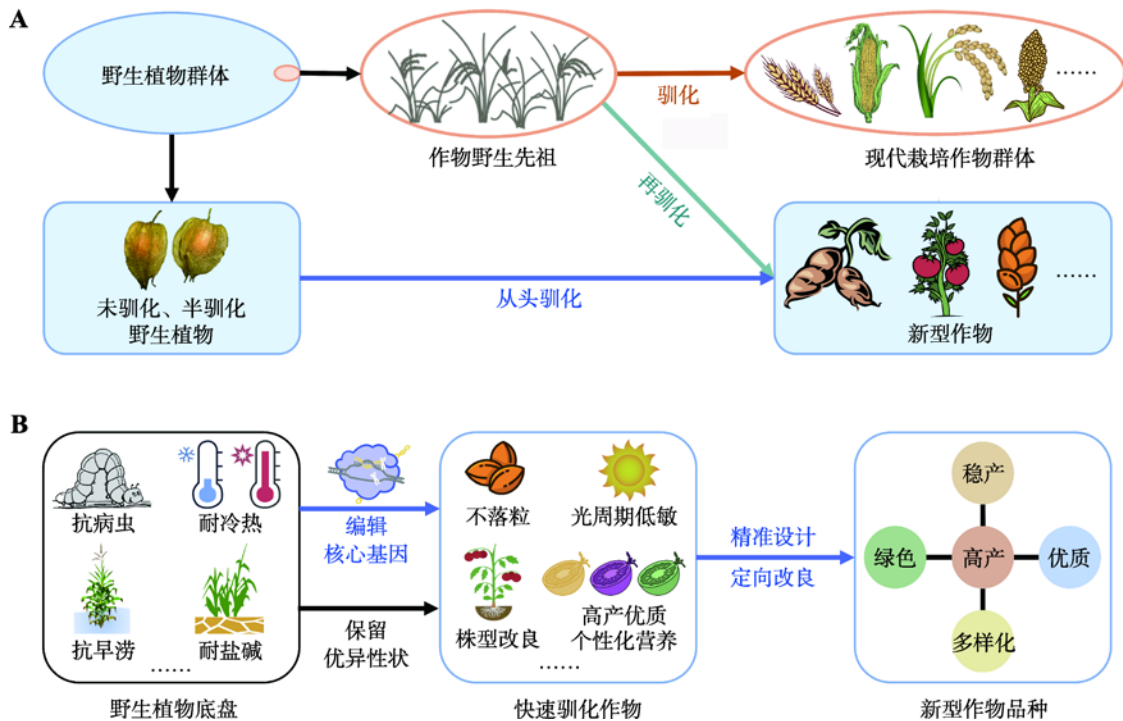 A
野生植物群体
作物野生先祖
驯化
现代栽培作物群体
……
再驯化
未驯化、半驯化
野生植物
从头驯化
新型作物
……
B
抗病虫
耐冷热
抗早涝
耐盐碱
……
野生植物底盘
编辑
核心基因
保留
优异性状
不落粒
光周期低敏
株型改良
高产优质
个性化营养
……
快速驯化作物
精准设计
定向改良
稳产
绿色
高产
优质
多样化
新型作物品种